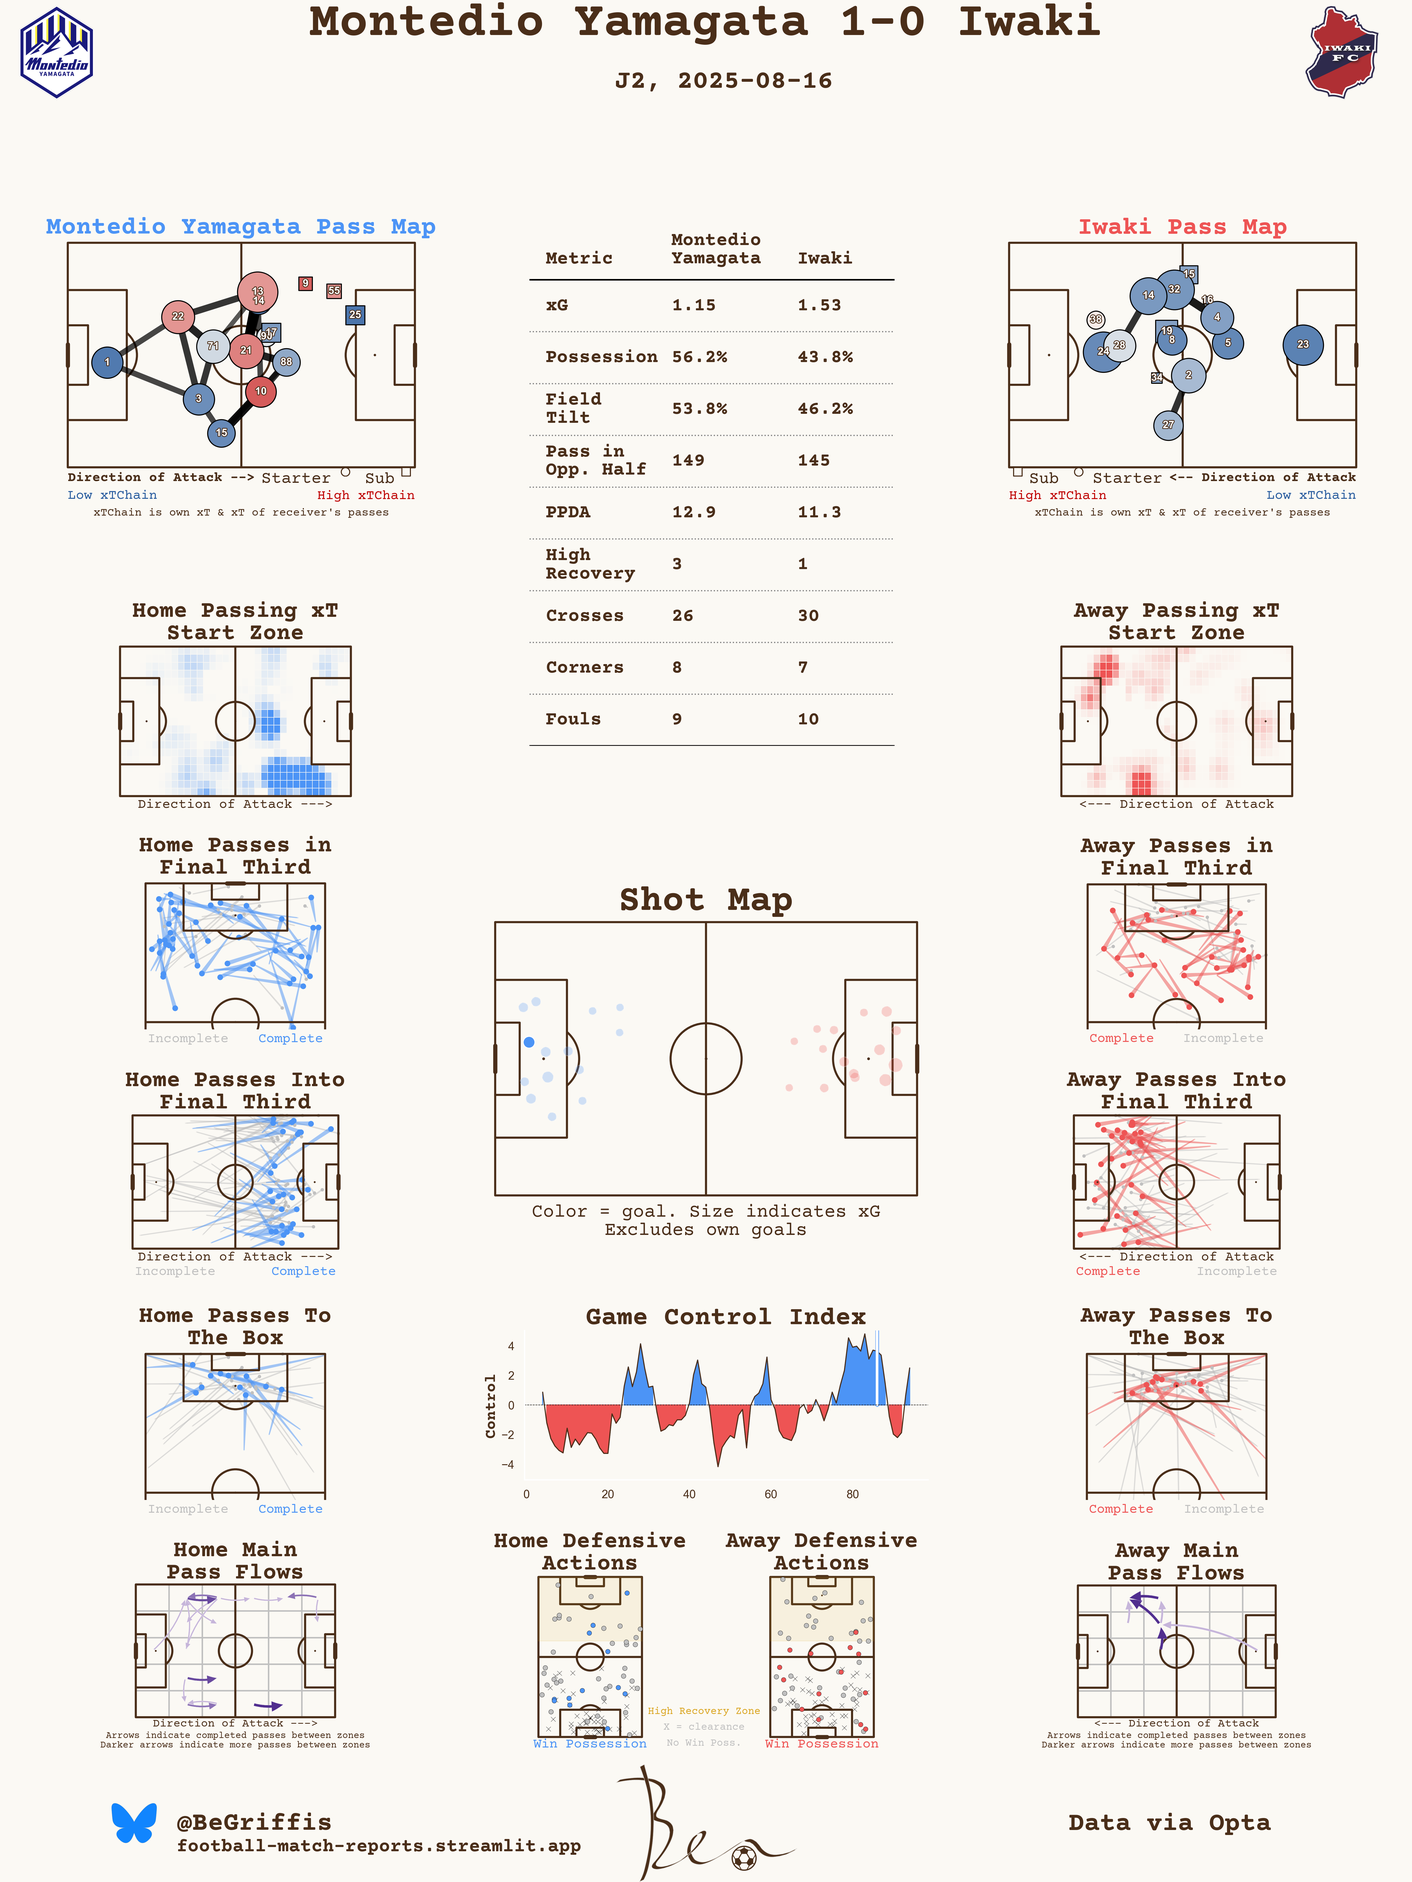 Montedio Yamagata 1-0 Iwaki
J2, 2025-08-16
Montedio
YAMAGATA
IWAKI
FC
Montedio Yamagata Pass Map
13
14
9
55
25
22
17
71
21
88
1
10
3
15
Direction of Attack --> Starter Sub
Low xTChain High xTChain
xTChain is own xT & xT of receiver's passes
Metric Montedio Yamagata Iwaki
xG 1.15 1.53
Possession 56.2% 43.8%
Field Tilt 53.8% 46.2%
Pass in Opp. Half 149 145
PPDA 12.9 11.3
High Recovery 3 1
Crosses 26 30
Corners 8 7
Fouls 9 10
Iwaki Pass Map
15
32
14
16
4
38
19
8
5
23
24
28
34
2
27
Sub Starter <-- Direction of Attack
High xTChain Low xTChain
xTChain is own xT & xT of receiver's passes
Home Passing xT
Start Zone
Direction of Attack --->
Away Passing xT
Start Zone
<--- Direction of Attack
Home Passes in
Final Third
Incomplete Complete
Away Passes in
Final Third
Complete Incomplete
Shot Map
Color = goal. Size indicates xG
Excludes own goals
Home Passes Into
Final Third
Direction of Attack --->
Incomplete Complete
Away Passes Into
Final Third
<--- Direction of Attack
Complete Incomplete
Home Passes To
The Box
Incomplete Complete
Game Control Index
Control
4
2
0
−2
−4
0 20 40 60 80
Away Passes To
The Box
Complete Incomplete
Home Main
Pass Flows
Direction of Attack --->
Arrows indicate completed passes between zones
Darker arrows indicate more passes between zones
Home Defensive
Actions
Win Possession
High Recovery Zone
X = clearance
No Win Poss.
Away Defensive
Actions
Win Possession
Away Main
Pass Flows
<--- Direction of Attack
Arrows indicate completed passes between zones
Darker arrows indicate more passes between zones
@BeGriffis
football-match-reports.streamlit.app
Ben
Data via Opta